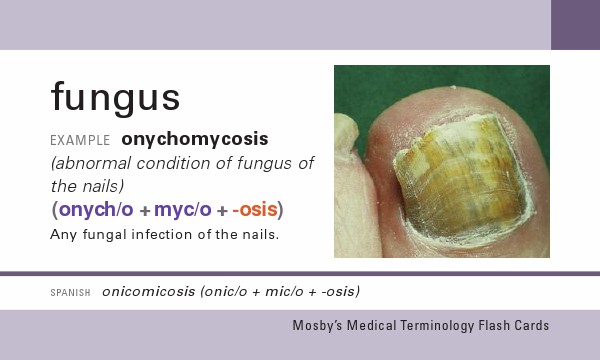 fungus
EXAMPLE onychomycosis
(abnormal condition of fungus of
the nails)
(onych/o + myc/o + -osis)
Any fungal infection of the nails.
SPANISH onicomicosis (onic/o + mic/o + -osis)
Mosby's Medical Terminology Flash Cards